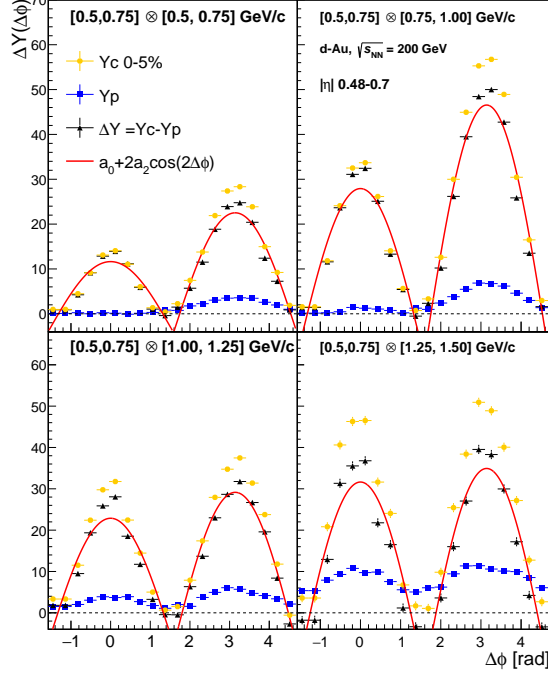 [0.5,0.75] ⊗ [0.5, 0.75] GeV/c
[0.5,0.75] ⊗ [0.75, 1.00] GeV/c
ΔY(Δϕ)
70
60
50
40
30
20
10
0
Yc 0-5%
Yp
ΔY =Yc-Yp
a₀+2a₂cos(2Δϕ)
d-Au, √s_NN = 200 GeV
|η| 0.48-0.7
[0.5,0.75] ⊗ [1.00, 1.25] GeV/c
[0.5,0.75] ⊗ [1.25, 1.50] GeV/c
60
50
40
30
20
10
0
−1 0 1 2 3 4
−1 0 1 2 3 4
Δϕ [rad]